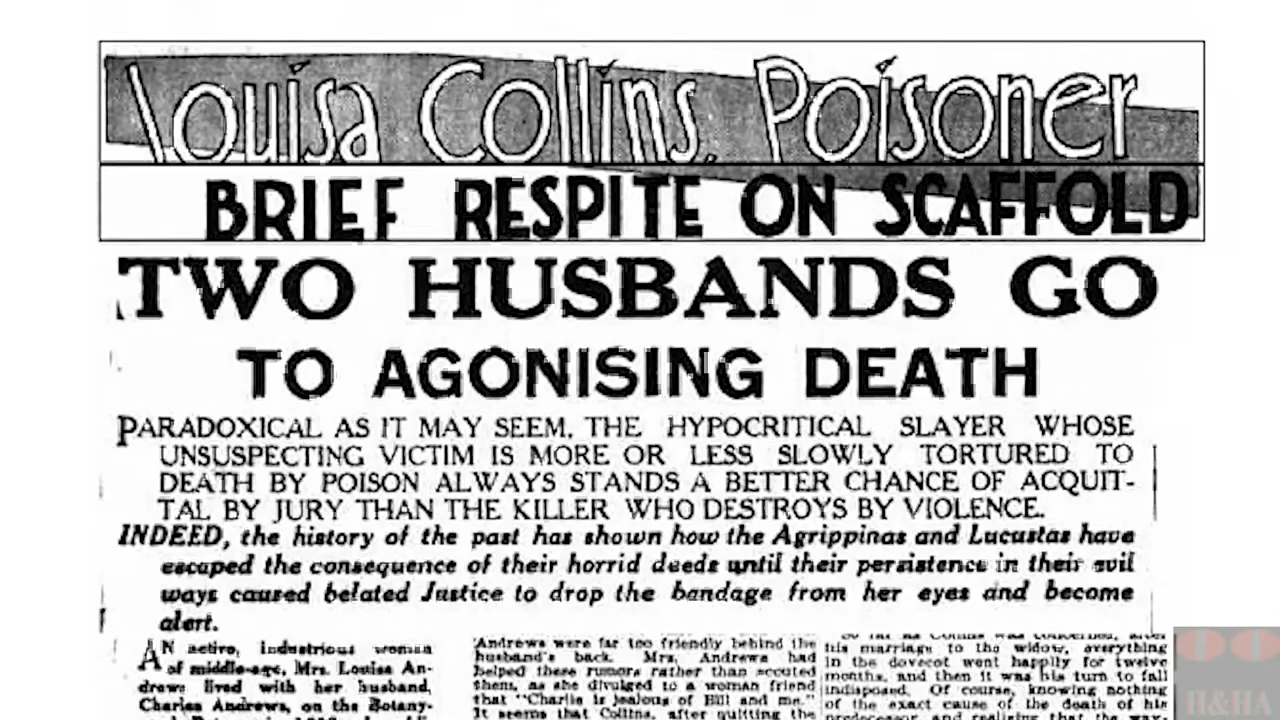 Louisa Collins, Poisoner
BRIEF RESPITE ON SCAFFOLD
TWO HUSBANDS GO
TO AGONISING DEATH
PARADOXICAL AS IT MAY SEEM, THE HYPOCRITICAL SLAYER WHOSE
UNSUSPECTING VICTIM IS MORE OR LESS SLOWLY TORTURED TO
DEATH BY POISON ALWAYS STANDS A BETTER CHANCE OF ACQUIT-
TAL BY JURY THAN THE KILLER WHO DESTROYS BY VIOLENCE.
INDEED, the history of the past has shown how the Agrippinas and Lucustas have
escaped the consequence of their horrid deeds until their persistence in their evil
ways caused belated Justice to drop the bandage from her eyes and become
alert.
AN active, industrious woman
of middle-age, Mrs. Louisa An-
drews lived with her husband,
Charles Andrews, on the Botany-
Andrews were far too friendly behind the
husband's back. Mrs. Andrews had
helped these rumors rather than scouted
them, as she divulged to a woman friend
that "Charlie is jealous of Bill and me."
It seems that Collins, after quitting the
so far as Collins was concerned, after
his marriage to the widow, everything
in the dovecot went happily for twelve
months, and then it was his turn to fall
indisposed. Of course, knowing nothing
of the exact cause of the death of his
predecessor, and realising that the way-
H&HA